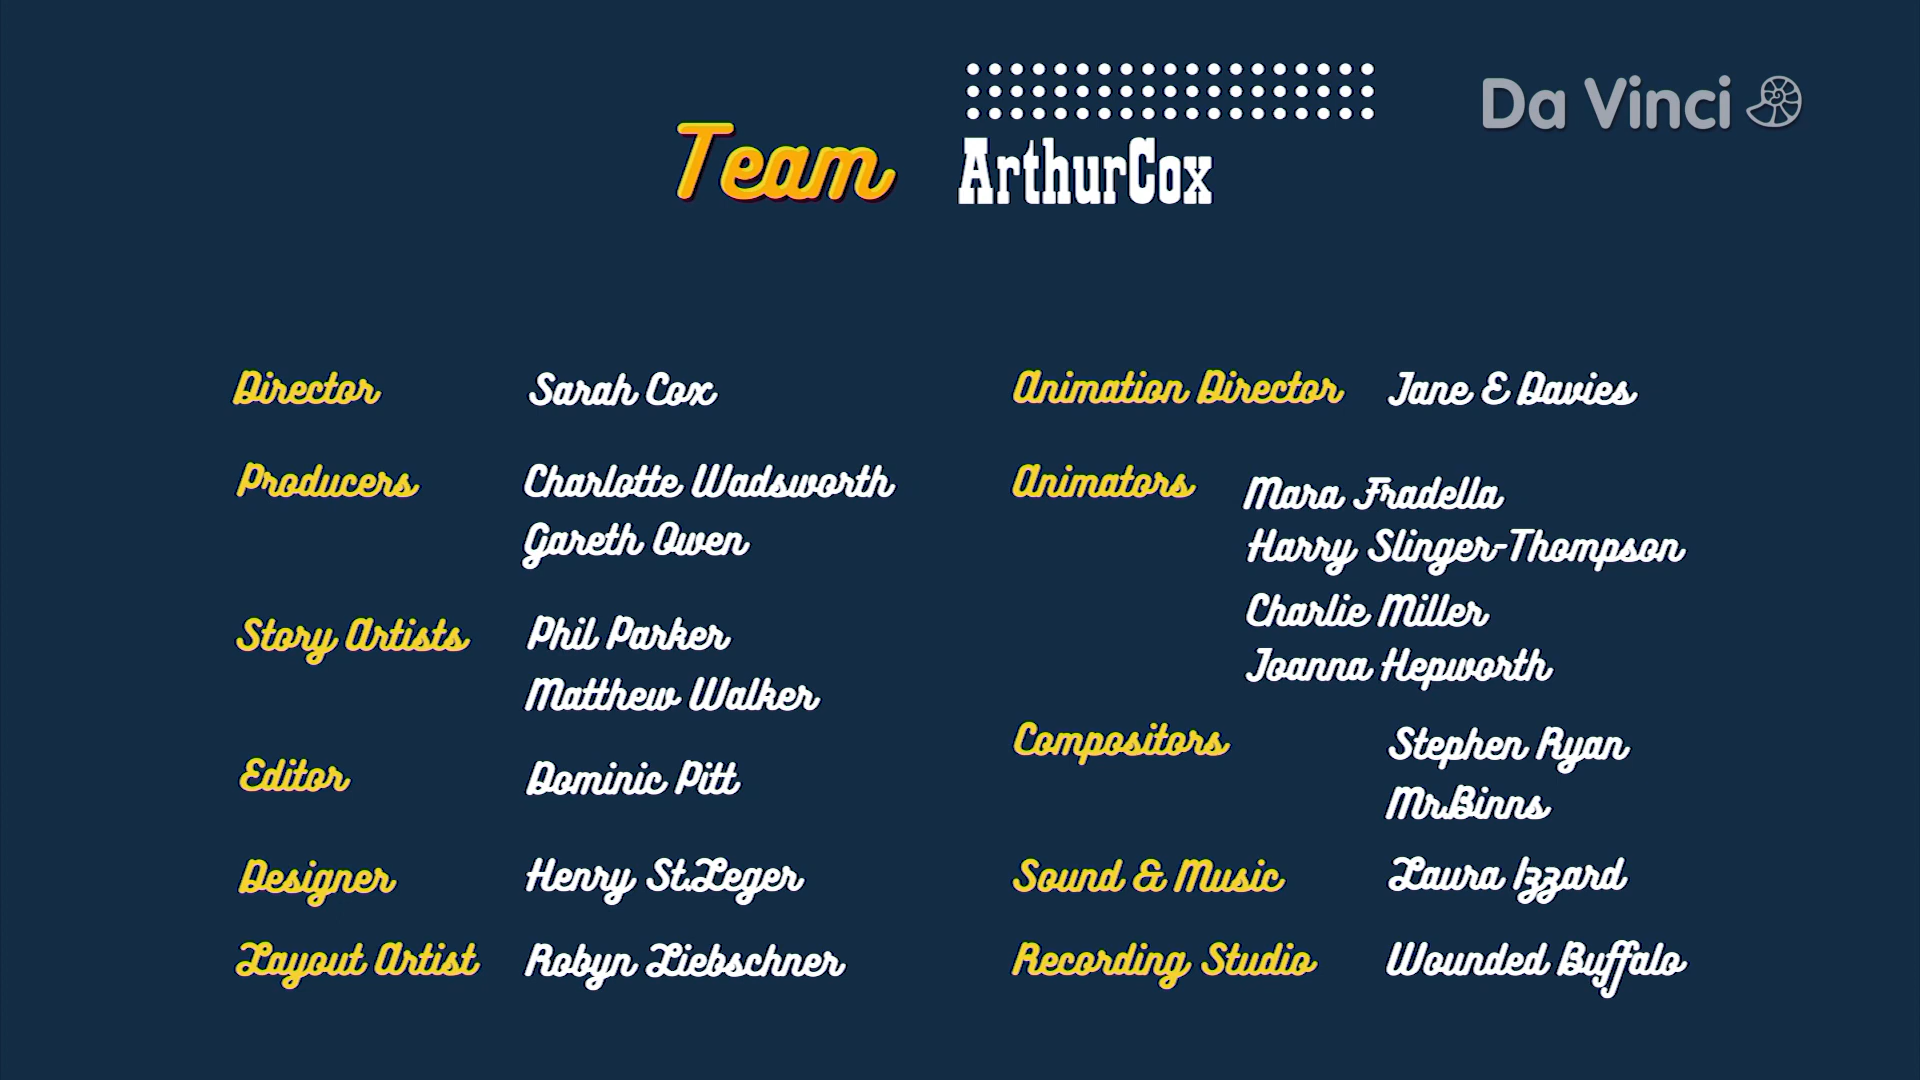 Da Vinci
Team ArthurCox
Director Sarah Cox
Producers Charlotte Wadsworth
Gareth Owen
Story Artists Phil Parker
Matthew Walker
Editor Dominic Pitt
Designer Henry St.Leger
Layout Artist Robyn Liebschner
Animation Director Jane E Davies
Animators Mara Fradella
Harry Slinger-Thompson
Charlie Miller
Joanna Hepworth
Compositors Stephen Ryan
Mr.Binns
Sound & Music Laura Izzard
Recording Studio Wounded Buffalo